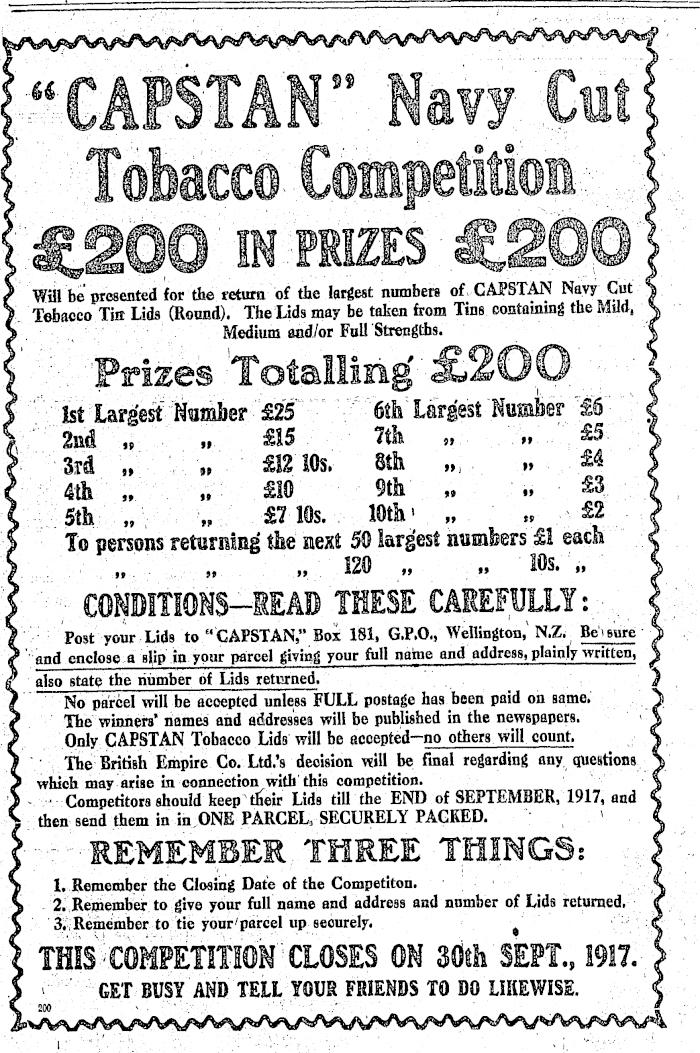 "CAPSTAN" Navy Cut
Tobacco Competition
£200 IN PRIZES £200
Will be presented for the return of the largest numbers of CAPSTAN Navy Cut
Tobacco Tin Lids (Round). The Lids may be taken from Tins containing the Mild,
Medium and/or Full Strengths.
Prizes Totalling £200
1st Largest Number £25 6th Largest Number £6
2nd „ „ £15 7th „ „ £5
3rd „ „ £12 10s. 8th „ „ £4
4th „ „ £10 9th „ „ £3
5th „ „ £7 10s. 10th „ „ £2
To persons returning the next 50 largest numbers £1 each
„ „ „ 120 „ „ 10s. „
CONDITIONS—READ THESE CAREFULLY:
Post your Lids to "CAPSTAN," Box 181, G.P.O., Wellington, N.Z. Be sure
and enclose a slip in your parcel giving your full name and address, plainly written,
also state the number of Lids returned.
No parcel will be accepted unless FULL postage has been paid on same.
The winners' names and addresses will be published in the newspapers.
Only CAPSTAN Tobacco Lids will be accepted—no others will count.
The British Empire Co. Ltd.'s decision will be final regarding any questions
which may arise in connection with this competition.
Competitors should keep their Lids till the END of SEPTEMBER, 1917, and
then send them in in ONE PARCEL, SECURELY PACKED.
REMEMBER THREE THINGS:
1. Remember the Closing Date of the Competiton.
2. Remember to give your full name and address and number of Lids returned.
3. Remember to tie your parcel up securely.
THIS COMPETITION CLOSES ON 30th SEPT., 1917.
GET BUSY AND TELL YOUR FRIENDS TO DO LIKEWISE.
200